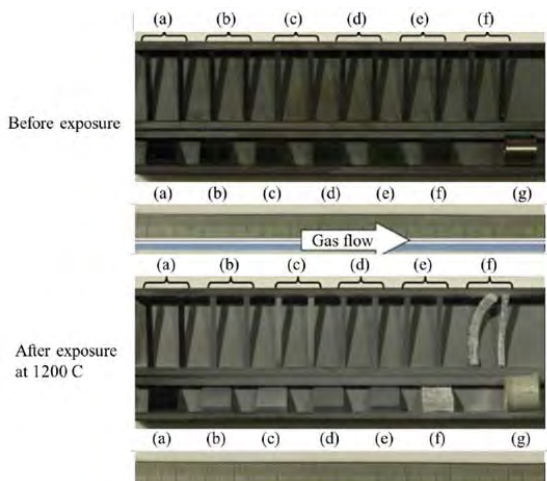 (a) (b) (c) (d) (e) (f)
Before exposure
(a) (b) (c) (d) (e) (f) (g)
Gas flow
(a) (b) (c) (d) (e) (f)
After exposure
at 1200 C
(a) (b) (c) (d) (e) (f) (g)